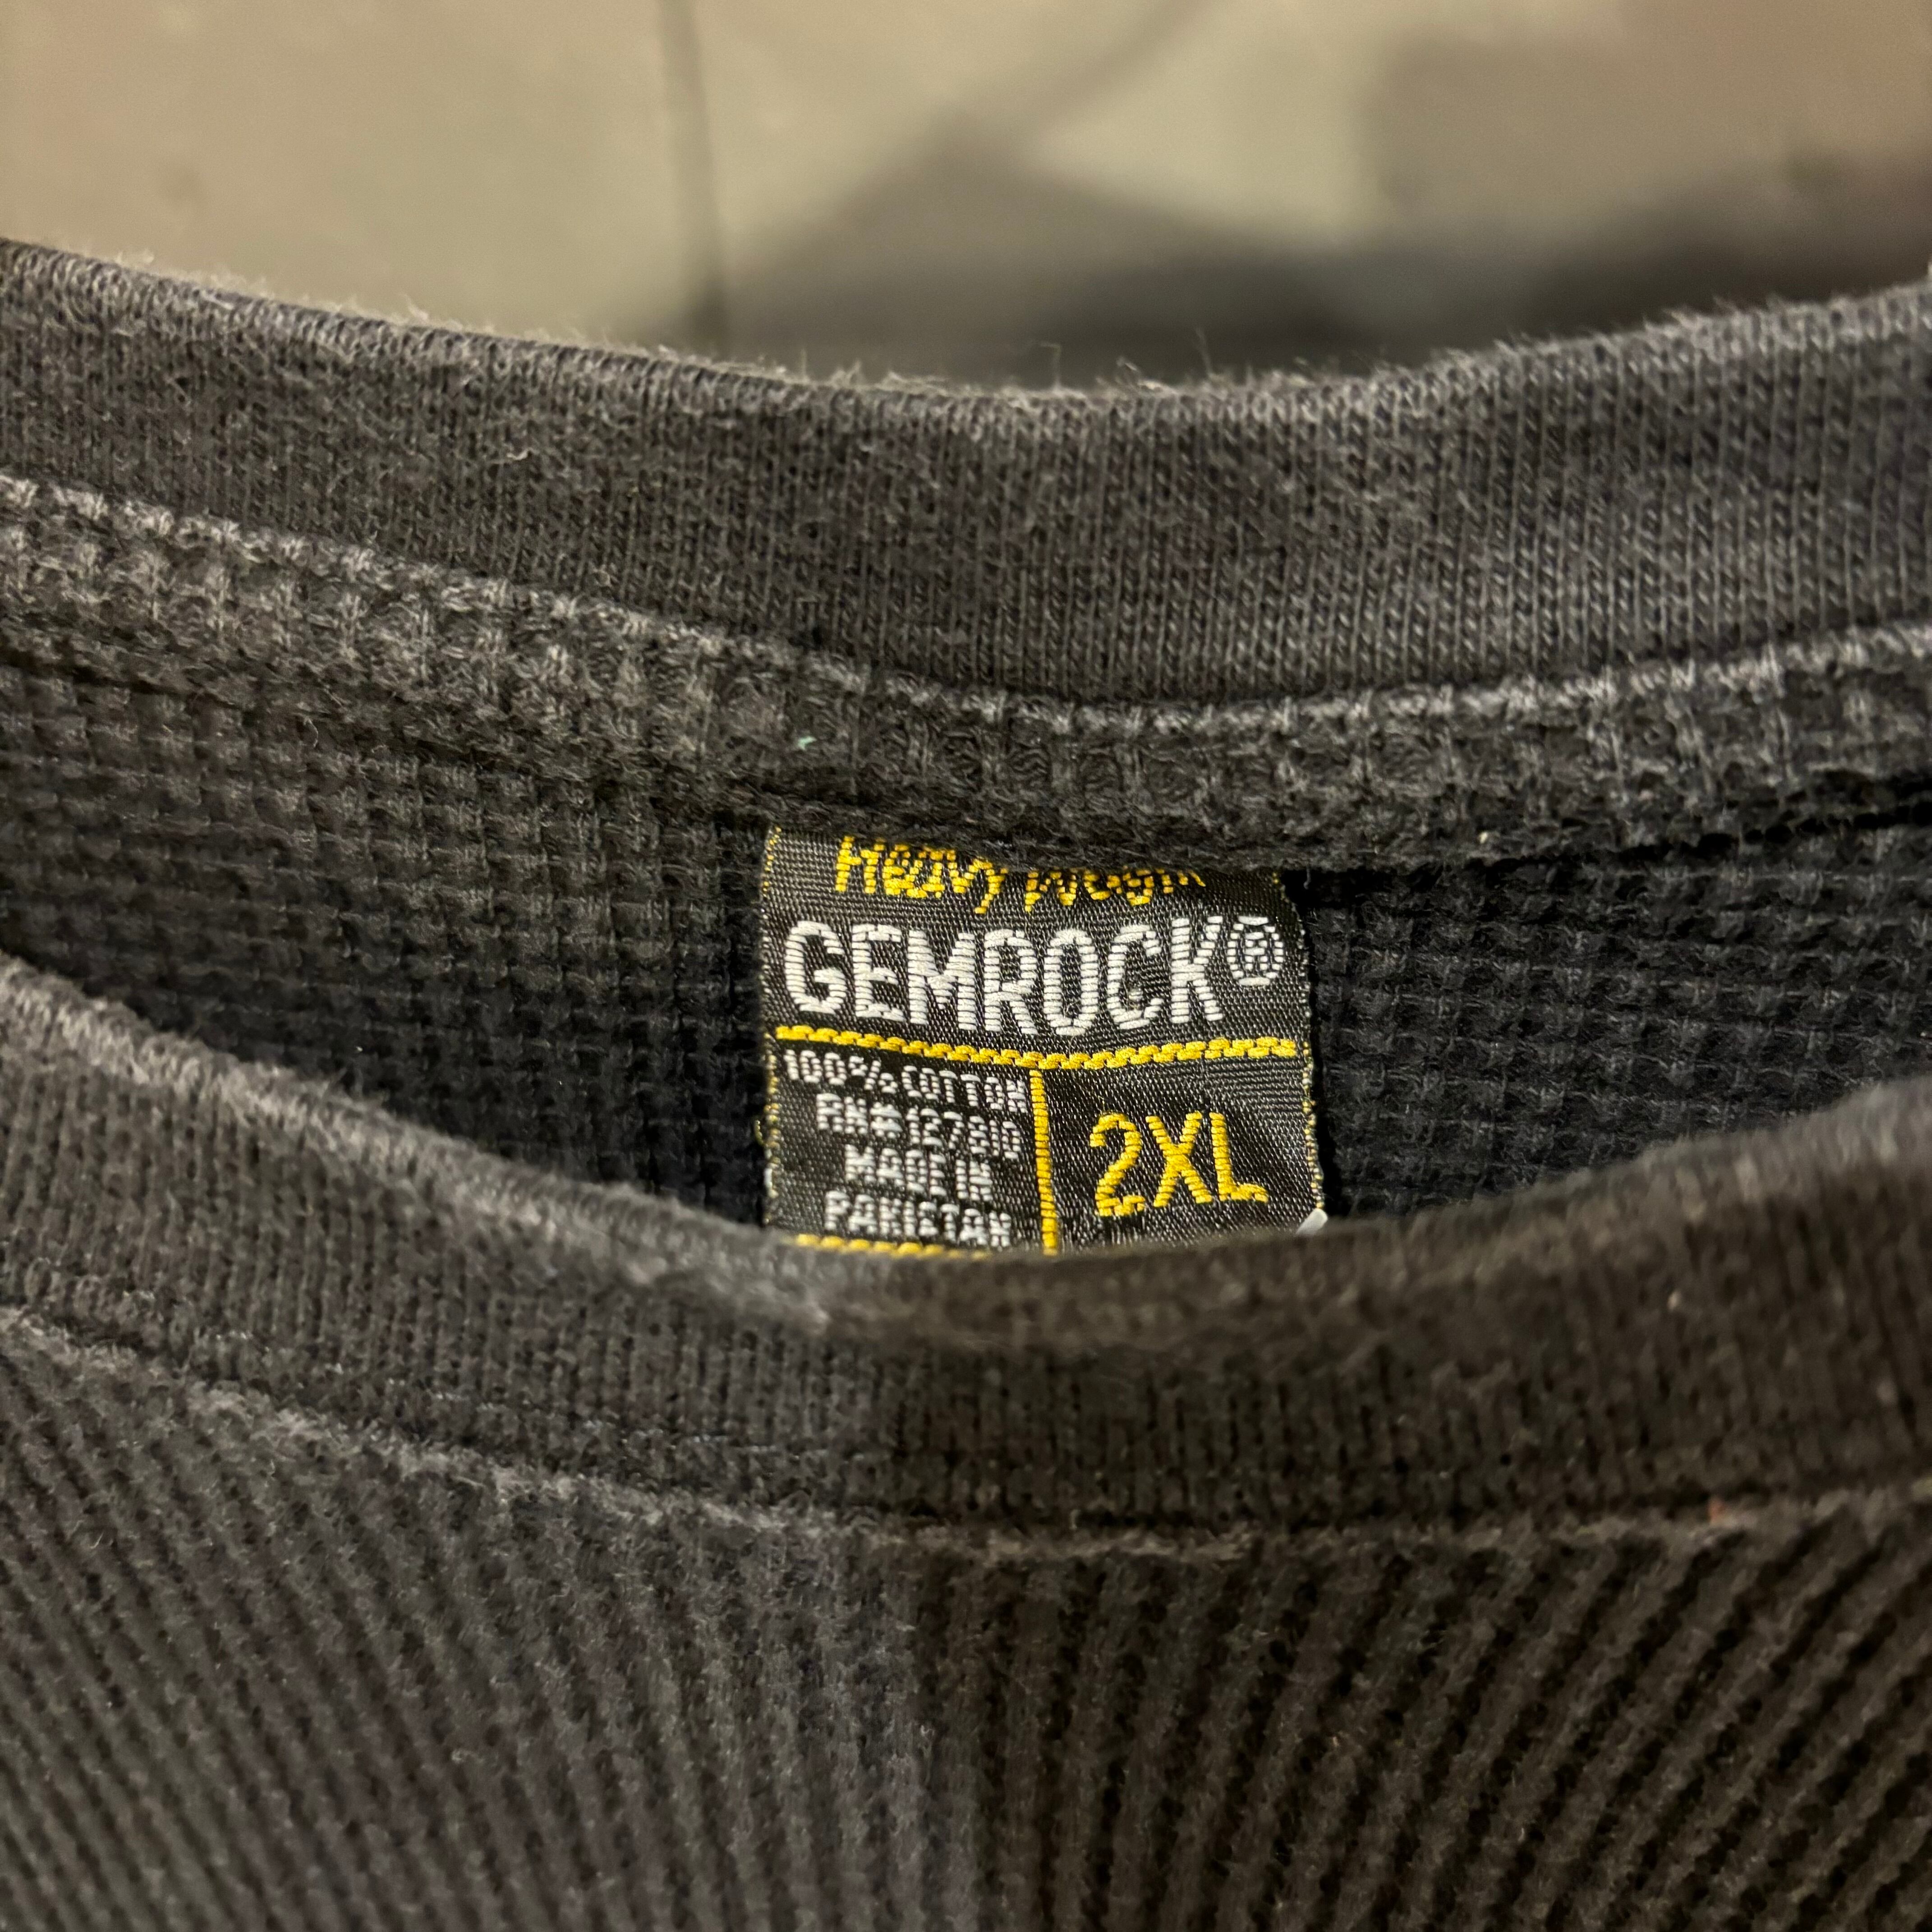 Heavy Weight
GEMROCK®
100% COTTON
RN# 127810
MADE IN
PAKISTAN
2XL